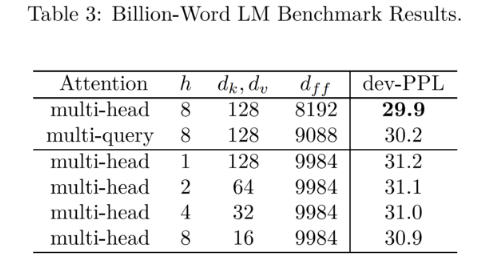 Table 3: Billion-Word LM Benchmark Results.
Attention h d_k, d_v d_ff dev-PPL
multi-head 8 128 8192 29.9
multi-query 8 128 9088 30.2
multi-head 1 128 9984 31.2
multi-head 2 64 9984 31.1
multi-head 4 32 9984 31.0
multi-head 8 16 9984 30.9